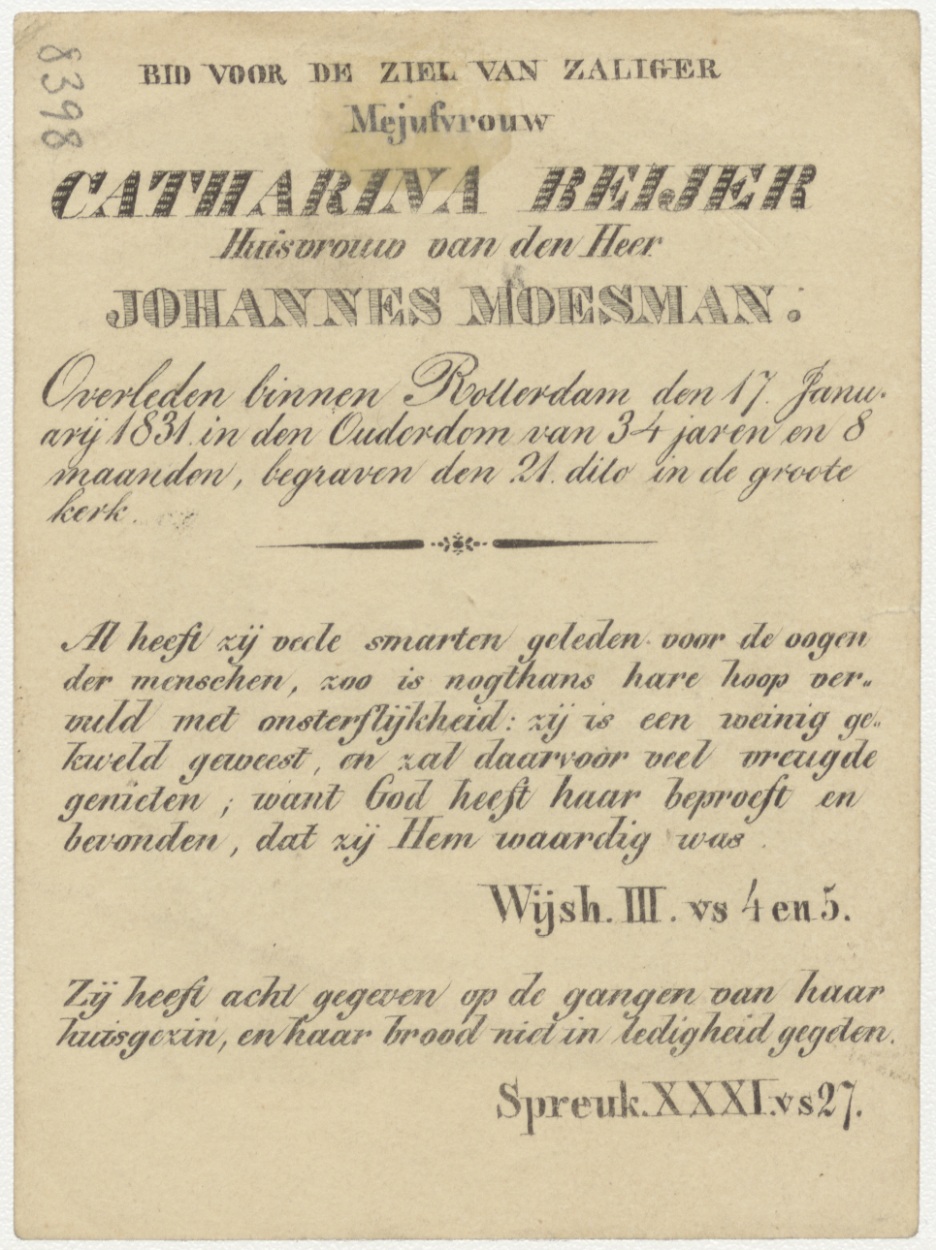 8398
BID VOOR DE ZIEL VAN ZALIGER
Mejufvrouw
CATHARINA BEIJER
Huisvrouw van den Heer
JOHANNES MOESMAN.
Overleden binnen Rotterdam den 17. Janu-
arij 1831. in den Ouderdom van 34 jaren en 8
maanden, begraven den 21. dito in de groote
kerk.
Al heeft zij veele smarten geleden voor de oogen
der menschen, zoo is nogthans hare hoop ver-
vuld met onsterflijkheid: zij is een weinig ge-
kweld geweest, en zal daarvoor veel vreugde
genieten; want God heeft haar beproeft en
bevonden, dat zij Hem waardig was.
Wijsh. III. vs 4 en 5.
Zij heeft acht gegeven op de gangen van haar
huisgezin, en haar brood niet in ledigheid gegeten.
Spreuk. XXXI. vs 27.